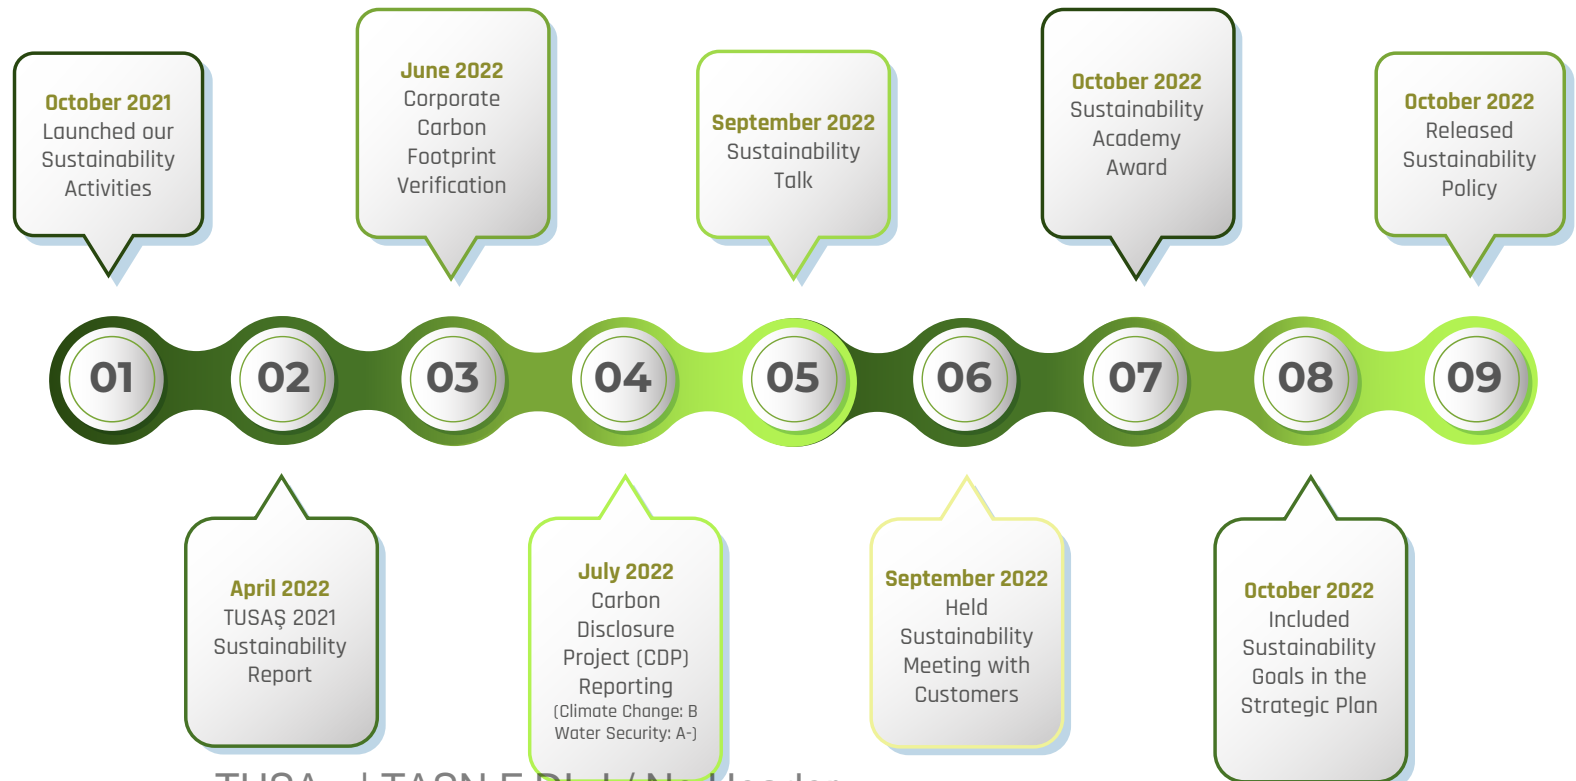 October 2021
Launched our
Sustainability
Activities
June 2022
Corporate
Carbon
Footprint
Verification
September 2022
Sustainability
Talk
October 2022
Sustainability
Academy
Award
October 2022
Released
Sustainability
Policy
01 02 03 04 05 06 07 08 09
April 2022
TUSAŞ 2021
Sustainability
Report
July 2022
Carbon
Disclosure
Project (CDP)
Reporting
(Climate Change: B
Water Security: A-)
September 2022
Held
Sustainability
Meeting with
Customers
October 2022
Included
Sustainability
Goals in the
Strategic Plan